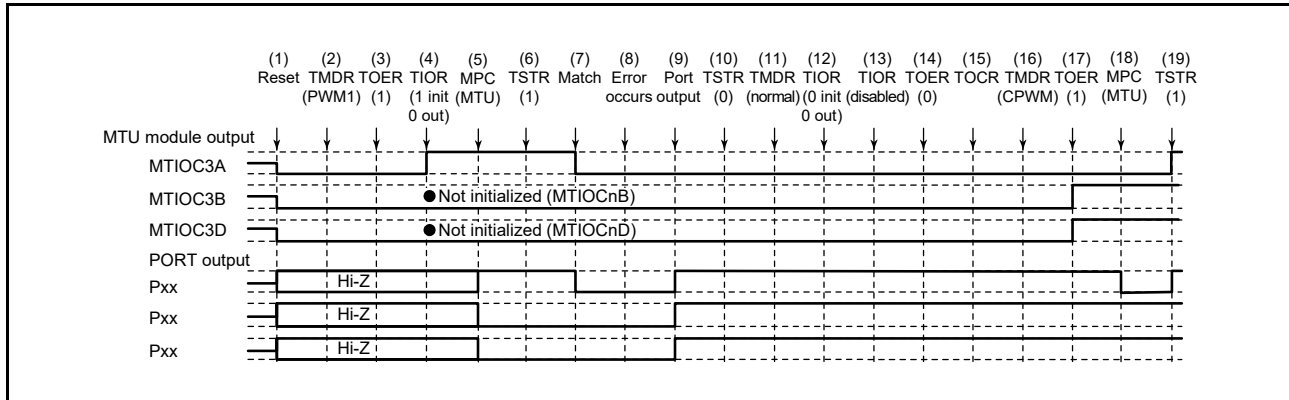 (1) (2) (3) (4) (5) (6) (7) (8) (9) (10) (11) (12) (13) (14) (15) (16) (17) (18) (19)
Reset TMDR TOER TIOR MPC TSTR Match Error Port TSTR TMDR TIOR TIOR TOER TOCR TMDR TOER MPC TSTR
(PWM1) (1) (1 init (MTU) (1) occurs output (0) (normal) (0 init (disabled) (0) (CPWM) (1) (MTU) (1)
0 out) 0 out)
MTU module output
MTIOC3A
MTIOC3B ●Not initialized (MTIOCnB)
MTIOC3D ●Not initialized (MTIOCnD)
PORT output
Pxx Hi-Z
Pxx Hi-Z
Pxx Hi-Z